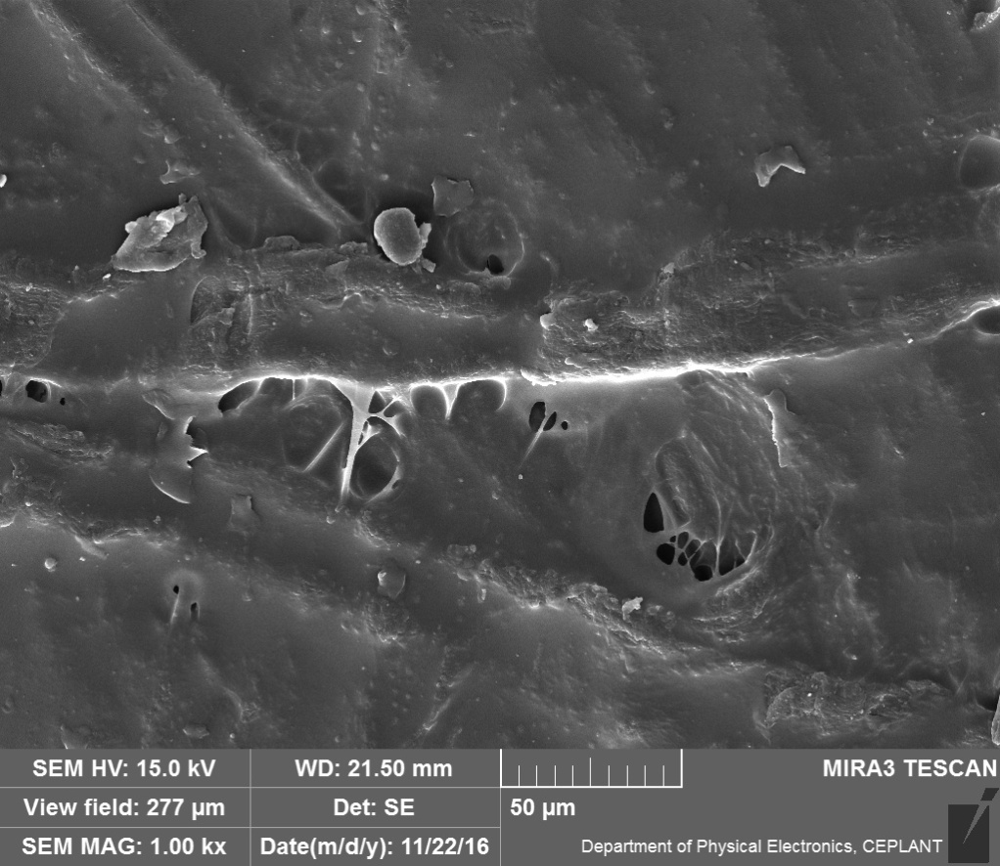 SEM HV: 15.0 kV
WD: 21.50 mm
MIRA3 TESCAN
View field: 277 µm
Det: SE
50 µm
SEM MAG: 1.00 kx
Date(m/d/y): 11/22/16
Department of Physical Electronics, CEPLANT